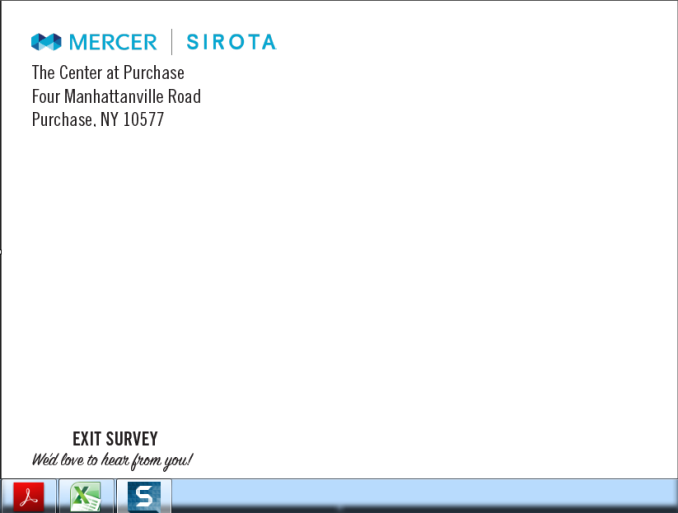 MERCER | SIROTA
The Center at Purchase
Four Manhattanville Road
Purchase, NY 10577
EXIT SURVEY
We'd love to hear from you!
S